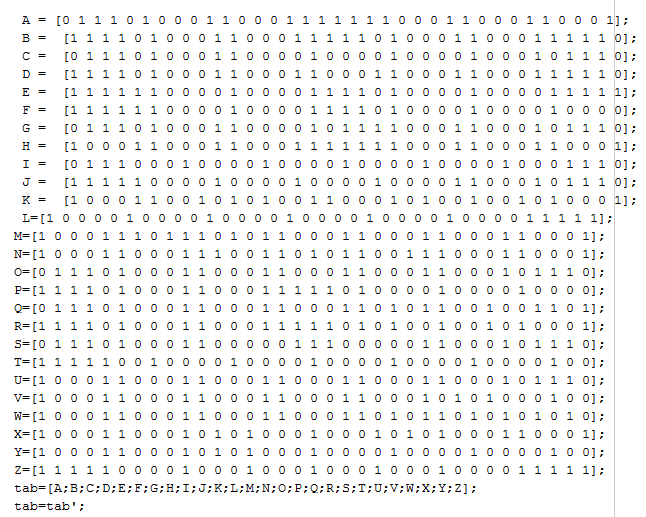 A = [0 1 1 1 0 1 0 0 0 1 1 0 0 0 1 1 1 1 1 1 1 0 0 0 1 1 0 0 0 1 1 0 0 0 1];
B = [1 1 1 1 0 1 0 0 0 1 1 0 0 0 1 1 1 1 1 0 1 0 0 0 1 1 0 0 0 1 1 1 1 1 0];
C = [0 1 1 1 0 1 0 0 0 1 1 0 0 0 0 1 0 0 0 0 1 0 0 0 0 1 0 0 0 1 0 1 1 1 0];
D = [1 1 1 1 0 1 0 0 0 1 1 0 0 0 1 1 0 0 0 1 1 0 0 0 1 1 0 0 0 1 1 1 1 1 0];
E = [1 1 1 1 1 1 0 0 0 0 1 0 0 0 0 1 1 1 1 0 1 0 0 0 0 1 0 0 0 0 1 1 1 1 1];
F = [1 1 1 1 1 1 0 0 0 0 1 0 0 0 0 1 1 1 1 0 1 0 0 0 0 1 0 0 0 0 1 0 0 0 0];
G = [0 1 1 1 0 1 0 0 0 1 1 0 0 0 0 1 0 1 1 1 1 0 0 0 1 1 0 0 0 1 0 1 1 1 0];
H = [1 0 0 0 1 1 0 0 0 1 1 0 0 0 1 1 1 1 1 1 1 0 0 0 1 1 0 0 0 1 1 0 0 0 1];
I = [0 1 1 1 0 0 0 1 0 0 0 0 1 0 0 0 0 1 0 0 0 0 1 0 0 0 0 1 0 0 0 1 1 1 0];
J = [1 1 1 1 1 0 0 0 0 1 0 0 0 0 1 0 0 0 0 1 0 0 0 0 1 1 0 0 0 1 0 1 1 1 0];
K = [1 0 0 0 1 1 0 0 1 0 1 0 1 0 0 1 1 0 0 0 1 0 1 0 0 1 0 0 1 0 1 0 0 0 1];
L=[1 0 0 0 0 1 0 0 0 0 1 0 0 0 0 1 0 0 0 0 1 0 0 0 0 1 0 0 0 0 1 1 1 1 1];
M=[1 0 0 0 1 1 1 0 1 1 1 0 1 0 1 1 0 0 0 1 1 0 0 0 1 1 0 0 0 1 1 0 0 0 1];
N=[1 0 0 0 1 1 0 0 0 1 1 1 0 0 1 1 0 1 0 1 1 0 0 1 1 1 0 0 0 1 1 0 0 0 1];
O=[0 1 1 1 0 1 0 0 0 1 1 0 0 0 1 1 0 0 0 1 1 0 0 0 1 1 0 0 0 1 0 1 1 1 0];
P=[1 1 1 1 0 1 0 0 0 1 1 0 0 0 1 1 1 1 1 0 1 0 0 0 0 1 0 0 0 0 1 0 0 0 0];
Q=[0 1 1 1 0 1 0 0 0 1 1 0 0 0 1 1 0 0 0 1 1 0 1 0 1 1 0 0 1 0 0 1 1 0 1];
R=[1 1 1 1 0 1 0 0 0 1 1 0 0 0 1 1 1 1 1 0 1 0 1 0 0 1 0 0 1 0 1 0 0 0 1];
S=[0 1 1 1 0 1 0 0 0 1 1 0 0 0 0 0 1 1 1 0 0 0 0 0 1 1 0 0 0 1 0 1 1 1 0];
T=[1 1 1 1 1 0 0 1 0 0 0 0 1 0 0 0 0 1 0 0 0 0 1 0 0 0 0 1 0 0 0 0 1 0 0];
U=[1 0 0 0 1 1 0 0 0 1 1 0 0 0 1 1 0 0 0 1 1 0 0 0 1 1 0 0 0 1 0 1 1 1 0];
V=[1 0 0 0 1 1 0 0 0 1 1 0 0 0 1 1 0 0 0 1 1 0 0 0 1 0 1 0 1 0 0 0 1 0 0];
W=[1 0 0 0 1 1 0 0 0 1 1 0 0 0 1 1 0 0 0 1 1 0 1 0 1 1 0 1 0 1 0 1 0 1 0];
X=[1 0 0 0 1 1 0 0 0 1 0 1 0 1 0 0 0 1 0 0 0 1 0 1 0 1 0 0 0 1 1 0 0 0 1];
Y=[1 0 0 0 1 1 0 0 0 1 0 1 0 1 0 0 0 1 0 0 0 0 1 0 0 0 0 1 0 0 0 0 1 0 0];
Z=[1 1 1 1 1 0 0 0 0 1 0 0 0 1 0 0 0 1 0 0 0 1 0 0 0 1 0 0 0 0 1 1 1 1 1];
tab=[A;B;C;D;E;F;G;H;I;J;K;L;M;N;O;P;Q;R;S;T;U;V;W;X;Y;Z];
tab=tab';